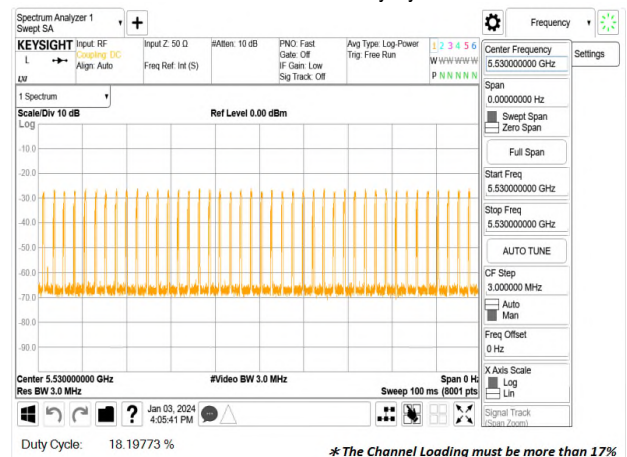 Spectrum Analyzer 1
Swept SA
+
Frequency
KEYSIGHT
L
Input: RF
Coupling: DC
Align: Auto
Input Z: 50 Ω
Freq Ref: Int (S)
#Atten: 10 dB
PNO: Fast
Gate: Off
IF Gain: Low
Sig Track: Off
Avg Type: Log-Power
Trig: Free Run
1 2 3 4 5 6
W W W W W W
P N N N N N
Center Frequency
5.530000000 GHz
Settings
Span
0.00000000 Hz
Swept Span
Zero Span
Full Span
Start Freq
5.530000000 GHz
Stop Freq
5.530000000 GHz
AUTO TUNE
CF Step
3.000000 MHz
Auto
Man
Freq Offset
0 Hz
X Axis Scale
Log
Lin
Signal Track
(Span Zoom)
1 Spectrum
Scale/Div 10 dB
Ref Level 0.00 dBm
Log
-10.0
-20.0
-30.0
-40.0
-50.0
-60.0
-70.0
-80.0
-90.0
Center 5.530000000 GHz
#Video BW 3.0 MHz
Span 0 Hz
Res BW 3.0 MHz
Sweep 100 ms (8001 pts
?
Jan 03, 2024
4:05:41 PM
Duty Cycle: 18.19773 %
* The Channel Loading must be more than 17%